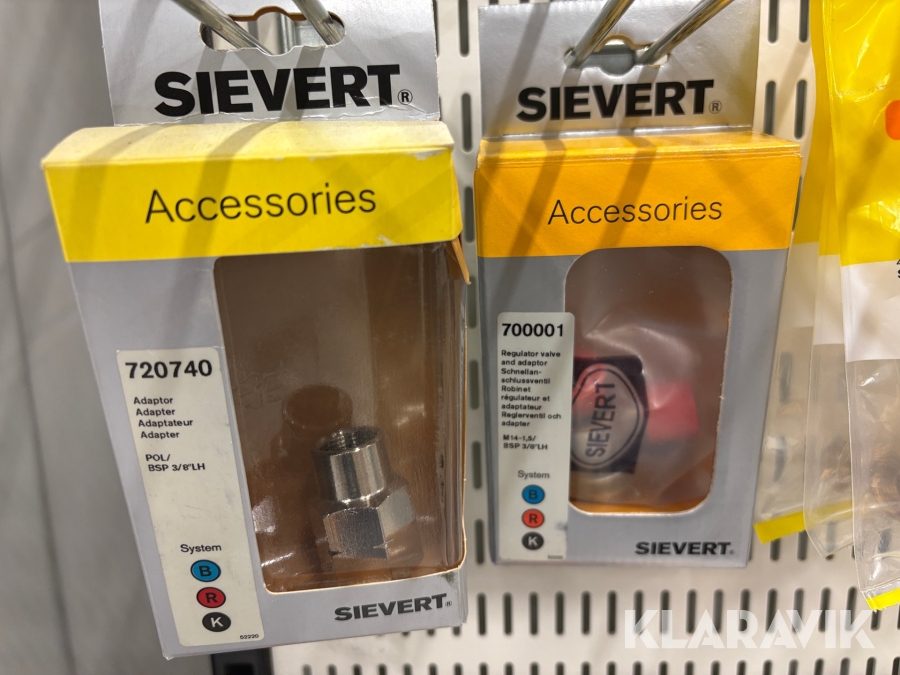 SIEVERT®
Accessories
720740
Adaptor
Adapter
Adaptateur
Adapter
POL/
BSP 3/8"LH
System
B
R
K
S2220
SIEVERT®
SIEVERT®
Accessories
700001
Regulator valve
and adaptor
Schnellan-
schlussventil
Robinet
régulateur et
adaptateur
Reglerventil och
adapter
M14-1,5/
BSP 3/8"LH
System
B
R
K
SIEVERT
SIEVERT®
KLARAVIK